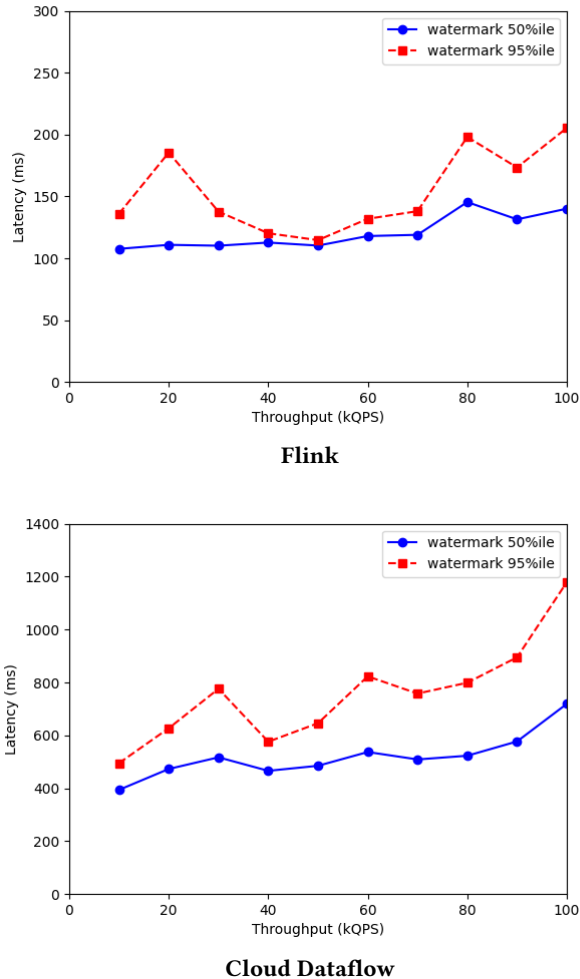 300
watermark 50%ile
watermark 95%ile
250
200
150
100
50
0
0 20 40 60 80 100
Latency (ms)
Throughput (kQPS)
Flink
1400
watermark 50%ile
watermark 95%ile
1200
1000
800
600
400
200
0
0 20 40 60 80 100
Latency (ms)
Throughput (kQPS)
Cloud Dataflow